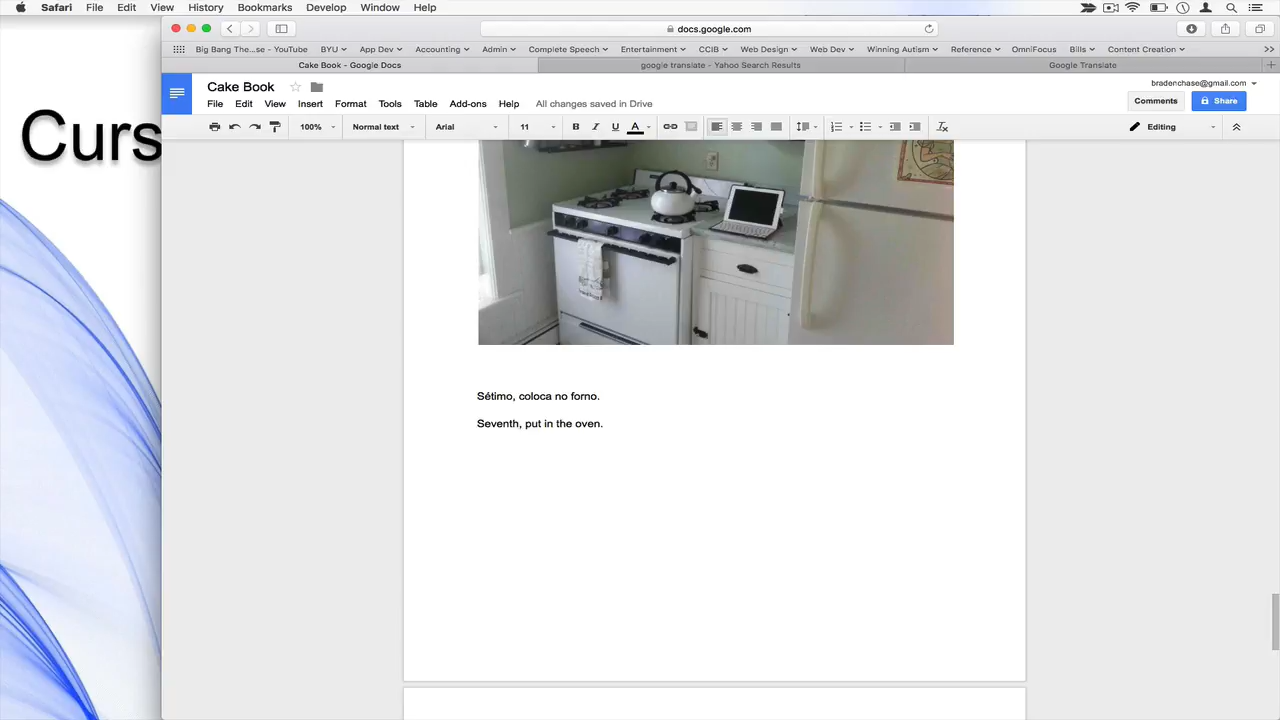 Safari File Edit View History Bookmarks Develop Window Help
docs.google.com
Big Bang The...se - YouTube BYU App Dev Accounting Admin Complete Speech Entertainment CCIB Web Design Web Dev Winning Autism Reference OmniFocus Bills Content Creation >>
Cake Book - Google Docs google translate - Yahoo Search Results Google Translate +
Cake Book
bradenchase@gmail.com
File Edit View Insert Format Tools Table Add-ons Help All changes saved in Drive
Comments Share
100% Normal text Arial 11 B I U A Editing
Curs
Sétimo, coloca no forno.
Seventh, put in the oven.